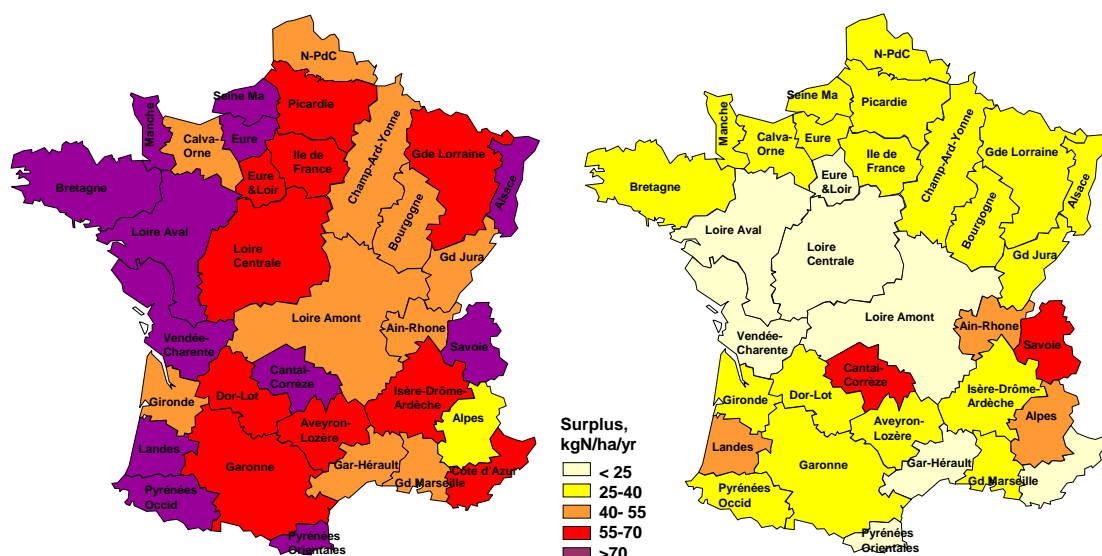 N-PdC
Seine Ma
Picardie
Manche
Calva-
Orne
Eure
Ile de
France
Eure
&Loir
Champ-Ard-Yonne
Gde Lorraine
Alsace
Bretagne
Loire Aval
Loire
Centrale
Bourgogne
Gd Jura
Loire Amont
Ain-Rhone
Savoie
Vendée-
Charente
Cantal-
Corrèze
Isère-Drôme-
Ardèche
Gironde
Dor-Lot
Alpes
Aveyron-
Lozère
Landes
Garonne
Gar-Hérault
Côte d'Azur
Gd Marseille
Pyrénées
Occid
Pyrénées
Orientales
Surplus,
kgN/ha/yr
< 25
25-40
40- 55
55-70
>70
N-PdC
Seine Ma
Picardie
Manche
Calva-
Orne
Eure
Ile de
France
Eure
&Loir
Champ-Ard-Yonne
Gde Lorraine
Alsace
Bretagne
Loire Aval
Loire
Centrale
Bourgogne
Gd Jura
Loire Amont
Ain-Rhone
Savoie
Vendée-
Charente
Cantal-
Corrèze
Isère-Drôme-
Ardèche
Gironde
Dor-Lot
Alpes
Aveyron-
Lozère
Landes
Garonne
Gar-Hérault
Gd Marseille
Pyrénées
Occid
Pyrénées
Orientales